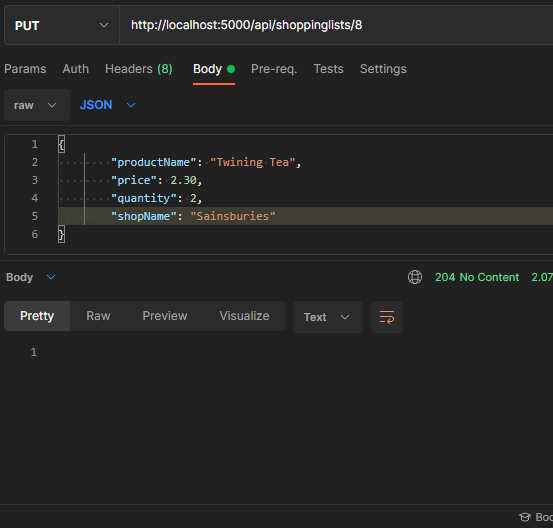 PUT http://localhost:5000/api/shoppinglists/8
Params Auth Headers (8) Body Pre-req. Tests Settings
raw JSON
1 {
2 "productName": "Twining Tea",
3 "price": 2.30,
4 "quantity": 2,
5 "shopName": "Sainsburies"
6 }
Body 204 No Content 2.07
Pretty Raw Preview Visualize Text
1
Boo